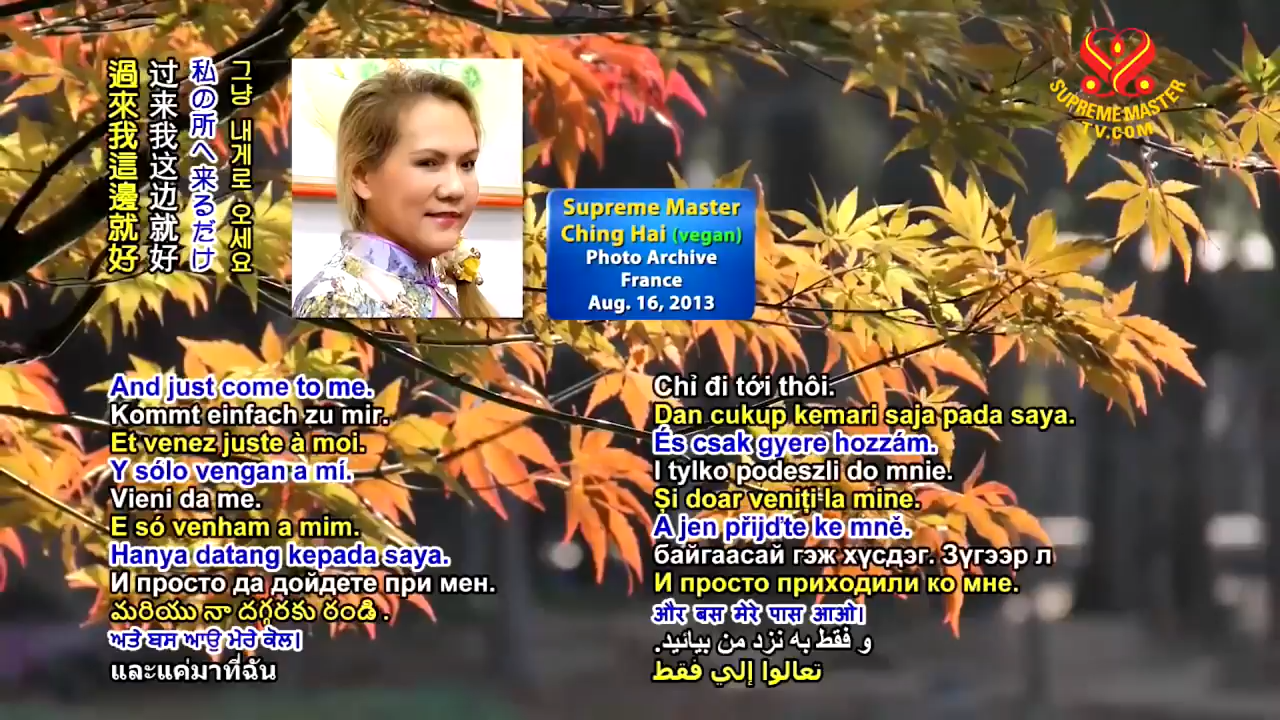 過來我這邊就好
过来我这边就好
私の所へ来るだけ
그냥 내게로 오세요
SUPREME MASTER
TV.COM
Supreme Master
Ching Hai (vegan)
Photo Archive
France
Aug. 16, 2013
And just come to me.
Kommt einfach zu mir.
Et venez juste à moi.
Y sólo vengan a mí.
Vieni da me.
E só venham a mim.
Hanya datang kepada saya.
И просто да дойдете при мен.
మరియు నా దగ్గరకు రండి .
ਅਤੇ ਬਸ ਆਉ ਮੇਰੇ ਕੋਲ।
และแค่มาที่ฉัน
Chỉ đi tới thôi.
Dan cukup kemari saja pada saya.
És csak gyere hozzám.
I tylko podeszli do mnie.
Și doar veniți la mine.
A jen přijďte ke mně.
байгаасай гэж хүсдэг. Зүгээр л
И просто приходили ко мне.
और बस मेरे पास आओ।
و فقط به نزد من بیائید.
تعالوا إلي فقط